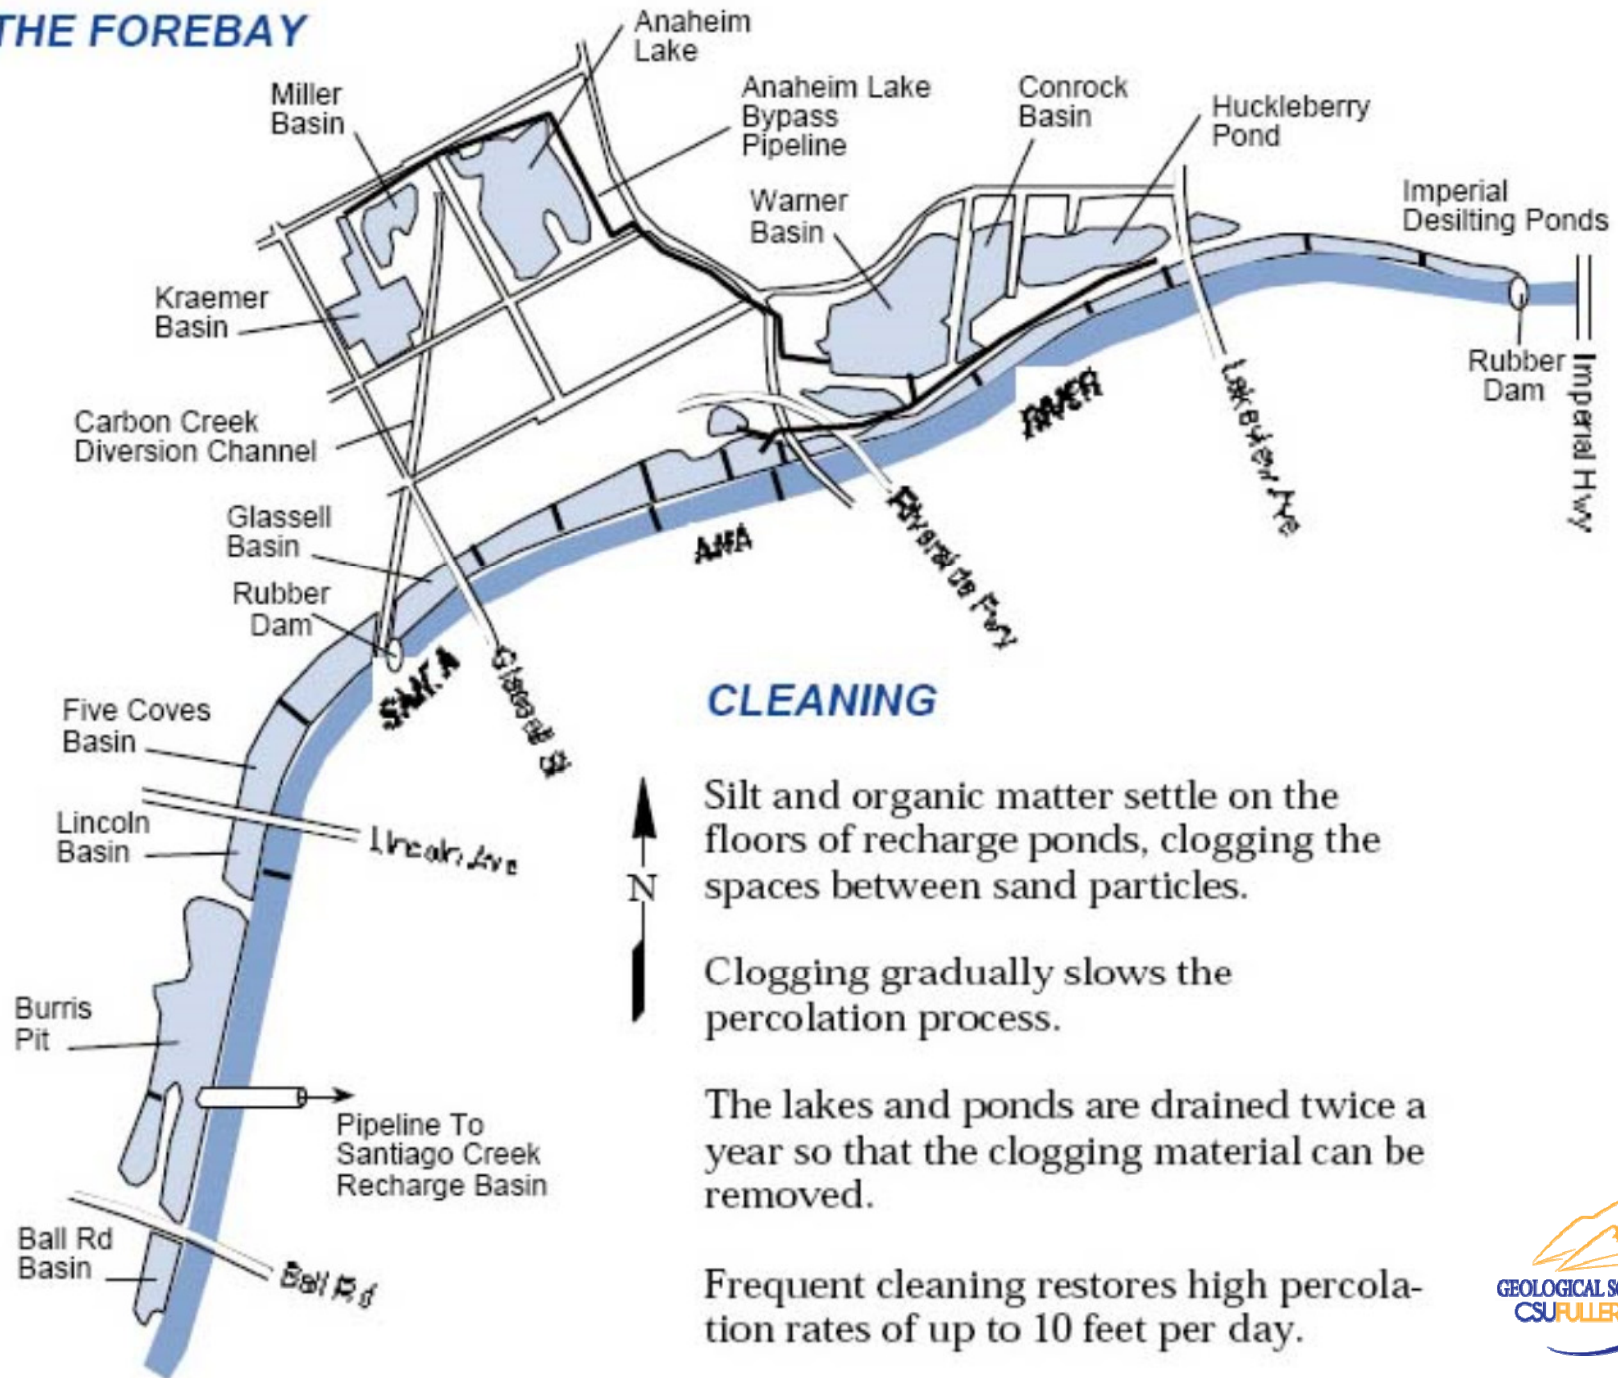 THE FOREBAY
Anaheim
Lake
Miller
Basin
Anaheim Lake
Bypass
Pipeline
Conrock
Basin
Huckleberry
Pond
Warner
Basin
Imperial
Desilting Ponds
Kraemer
Basin
Rubber
Dam
Imperial Hwy
Lakeview Ave
RIVER
Carbon Creek
Diversion Channel
Glassell
Basin
ANA
Riverside Fwy
Rubber
Dam
SANTA
Glassell St
Five Coves
Basin
Lincoln
Basin
Lincoln Ave
N
Burris
Pit
Pipeline To
Santiago Creek
Recharge Basin
Ball Rd
Basin
Ball Rd
CLEANING
Silt and organic matter settle on the
floors of recharge ponds, clogging the
spaces between sand particles.
Clogging gradually slows the
percolation process.
The lakes and ponds are drained twice a
year so that the clogging material can be
removed.
Frequent cleaning restores high percola-
tion rates of up to 10 feet per day.
GEOLOGICAL
CSUFULLER